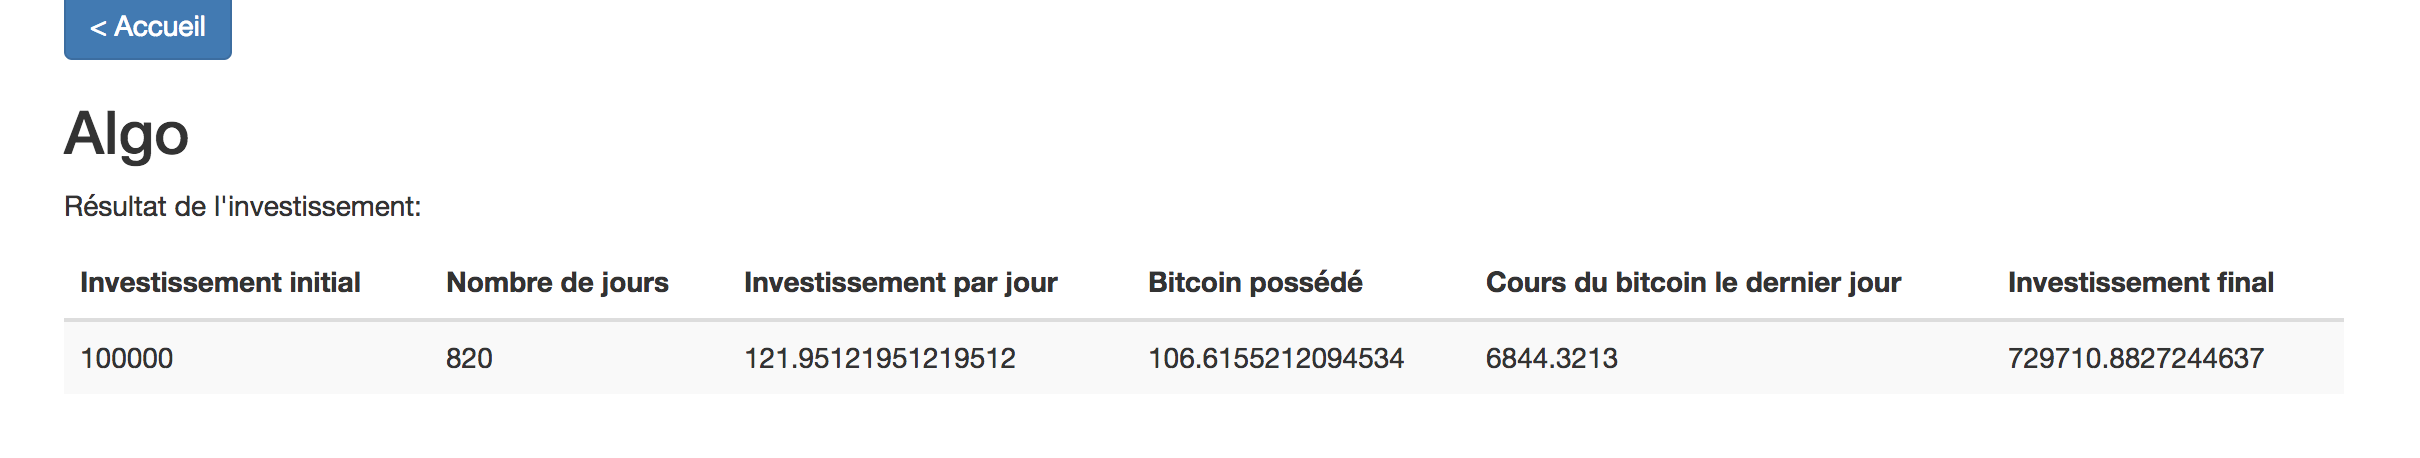 < Accueil
Algo
Résultat de l'investissement:
Investissement initial Nombre de jours Investissement par jour Bitcoin possédé Cours du bitcoin le dernier jour Investissement final
100000 820 121.95121951219512 106.6155212094534 6844.3213 729710.8827244637